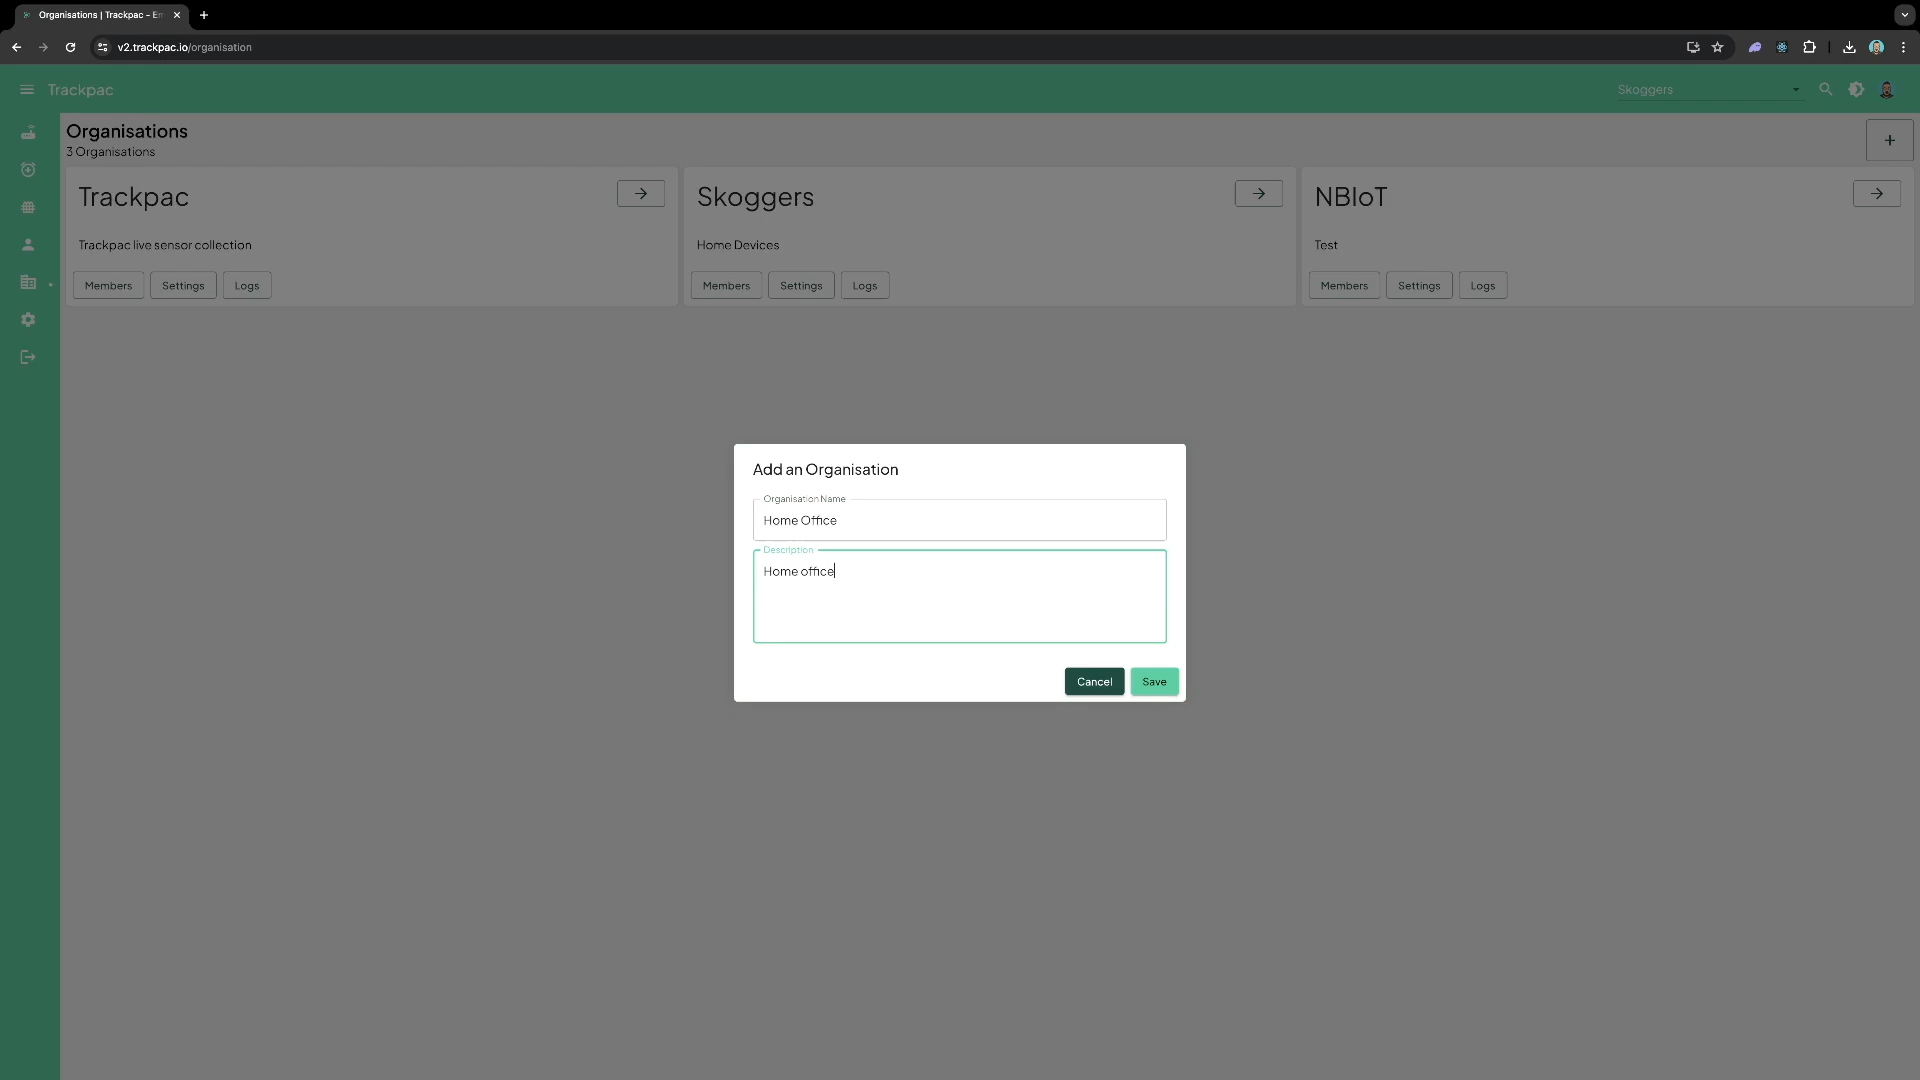 Organisations | Trackpac - Em
v2.trackpac.io/organisation
Trackpac
Skoggers
Organisations
3 Organisations
Trackpac
Trackpac live sensor collection
Members Settings Logs
Skoggers
Home Devices
Members Settings Logs
NBIoT
Test
Members Settings Logs
Add an Organisation
Organisation Name
Home Office
Description
Home office
Cancel Save